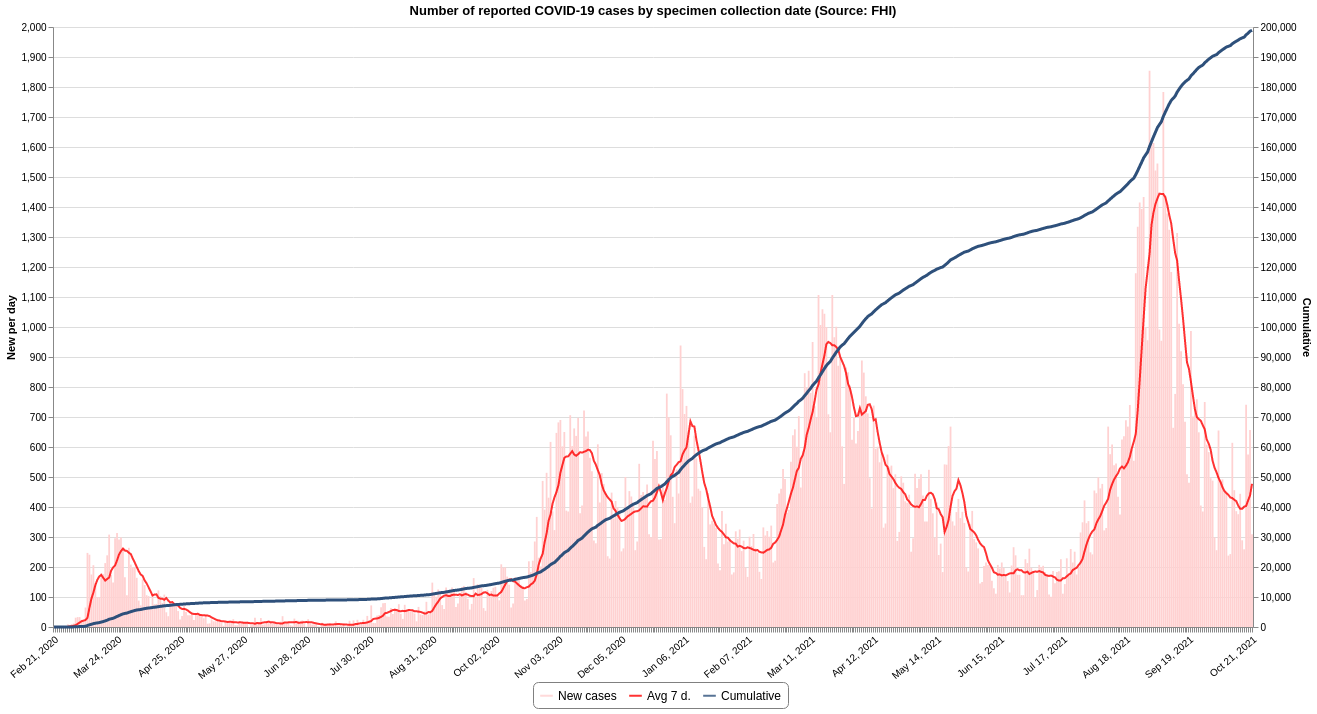 Number of reported COVID-19 cases by specimen collection date (Source: FHI)
2,000
1,900
1,800
1,700
1,600
1,500
1,400
1,300
1,200
1,100
1,000
900
800
700
600
500
400
300
200
100
0
New per day
200,000
190,000
180,000
170,000
160,000
150,000
140,000
130,000
120,000
110,000
100,000
90,000
80,000
70,000
60,000
50,000
40,000
30,000
20,000
10,000
0
Cumulative
Feb 21, 2020
Mar 24, 2020
Apr 25, 2020
May 27, 2020
Jun 28, 2020
Jul 30, 2020
Aug 31, 2020
Oct 02, 2020
Nov 03, 2020
Dec 05, 2020
Jan 06, 2021
Feb 07, 2021
Mar 11, 2021
Apr 12, 2021
May 14, 2021
Jun 15, 2021
Jul 17, 2021
Aug 18, 2021
Sep 19, 2021
Oct 21, 2021
New cases Avg 7 d. Cumulative